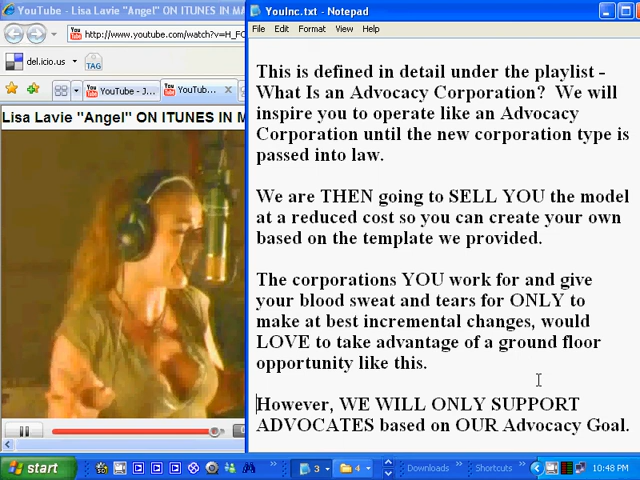 YouTube - Lisa Lavie "Angel" ON ITUNES IN
http://www.youtube.com/watch?v=H_FC
del.icio.us
TAG
YouTube - J...
YouTub...
Lisa Lavie "Angel" ON ITUNES IN M
YouInc.txt - Notepad
File Edit Format View Help
This is defined in detail under the playlist -
What Is an Advocacy Corporation?  We will
inspire you to operate like an Advocacy
Corporation until the new corporation type is
passed into law.
We are THEN going to SELL YOU the model
at a reduced cost so you can create your own
based on the template we provided.
The corporations YOU work for and give
your blood sweat and tears for ONLY to
make at best incremental changes, would
LOVE to take advantage of a ground floor
opportunity like this.
However, WE WILL ONLY SUPPORT
ADVOCATES based on OUR Advocacy Goal.
start
3
4
Downloads
Shortcuts
10:48 PM